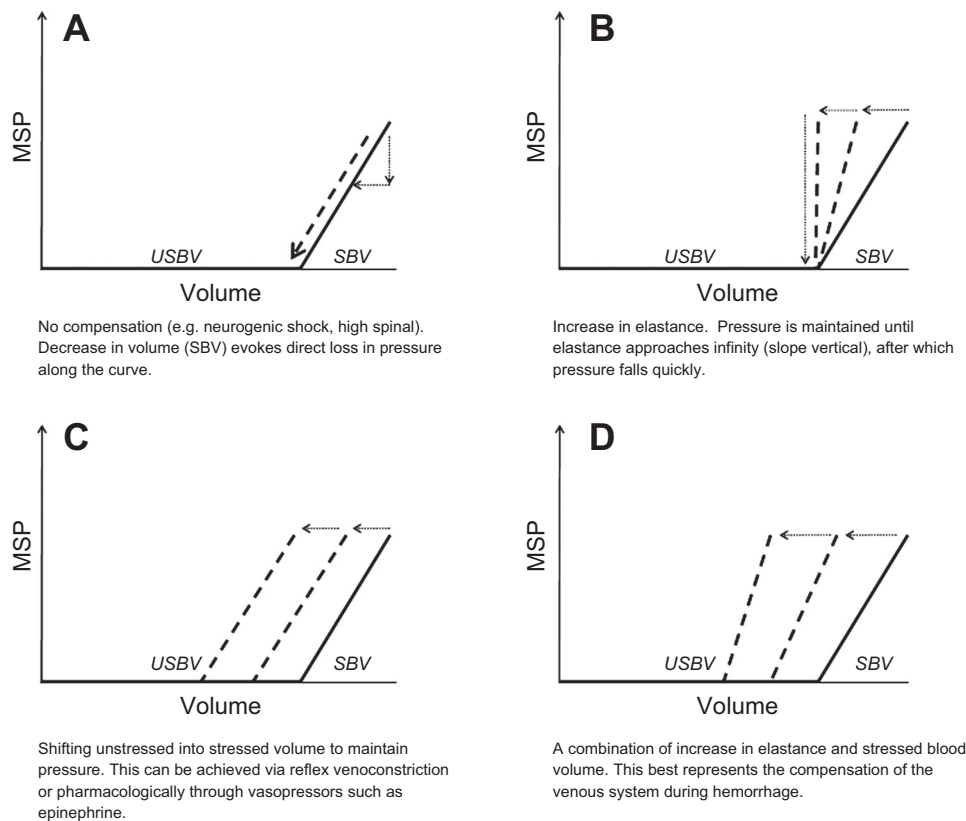 A
MSP
USBV
SBV
Volume
No compensation (e.g. neurogenic shock, high spinal).
Decrease in volume (SBV) evokes direct loss in pressure
along the curve.
B
MSP
USBV
SBV
Volume
Increase in elastance. Pressure is maintained until
elastance approaches infinity (slope vertical), after which
pressure falls quickly.
C
MSP
USBV
SBV
Volume
Shifting unstressed into stressed volume to maintain
pressure. This can be achieved via reflex venoconstriction
or pharmacologically through vasopressors such as
epinephrine.
D
MSP
USBV
SBV
Volume
A combination of increase in elastance and stressed blood
volume. This best represents the compensation of the
venous system during hemorrhage.